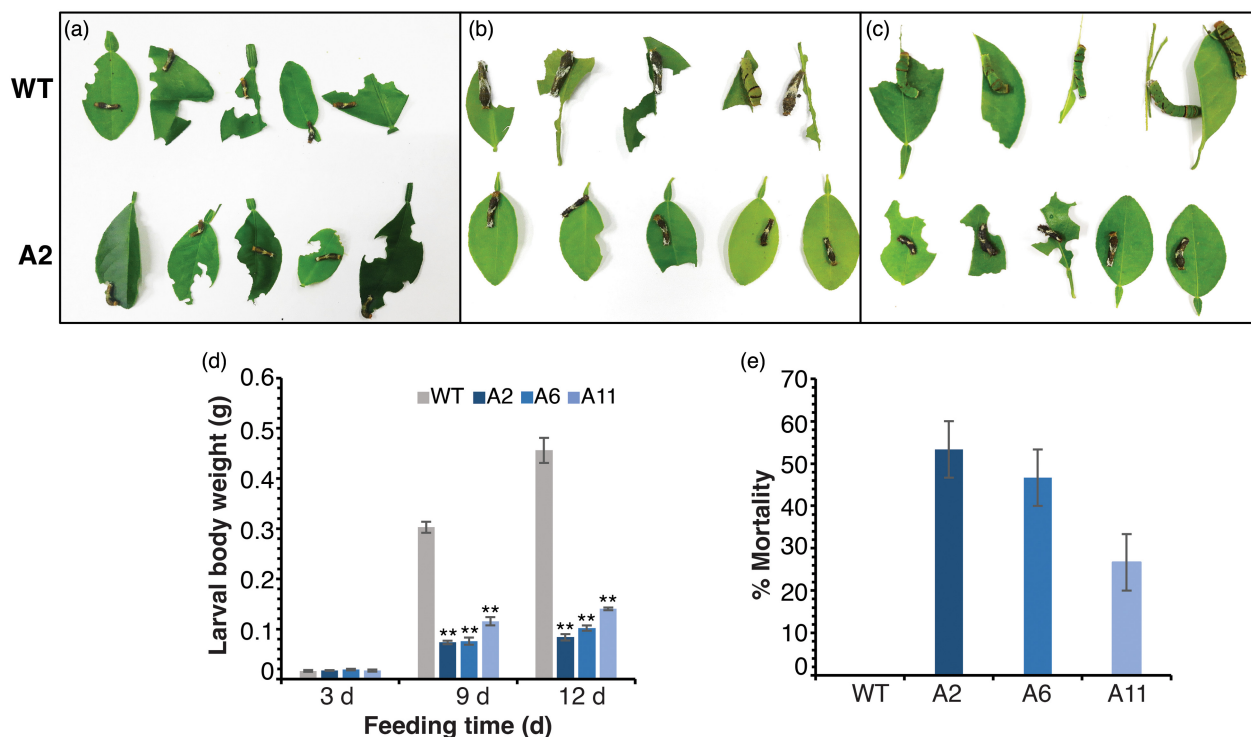 (a)
(b)
(c)
WT
A2
(d)
Larval body weight (g)
0.6
0.5
0.4
0.3
0.2
0.1
0
WT A2 A6 A11
** ** **
** ** **
3 d 9 d 12 d
Feeding time (d)
(e)
% Mortality
70
60
50
40
30
20
10
0
WT A2 A6 A11